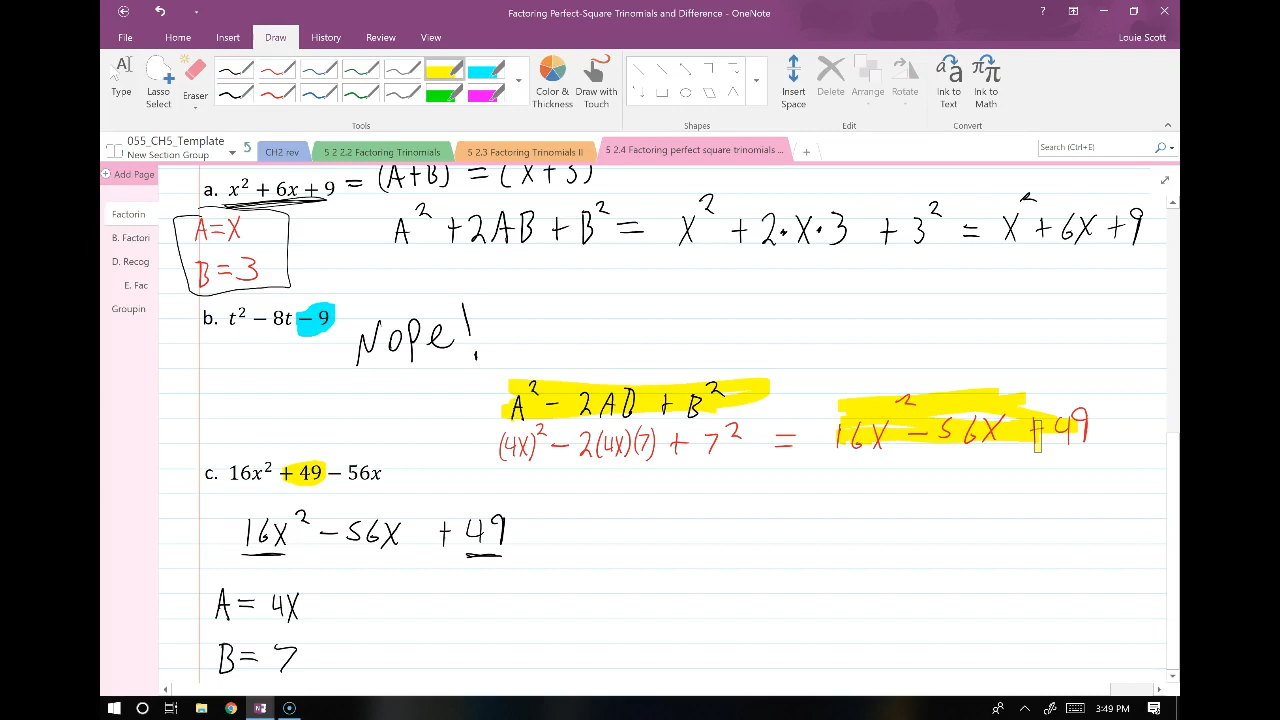 Factoring Perfect-Square Trinomials and Difference - OneNote
?
Louie Scott
File Home Insert Draw History Review View
Type
Lasso Select
Eraser
Color & Thickness
Draw with Touch
Insert Space
Delete
Arrange
Rotate
Ink to Text
Ink to Math
Tools
Shapes
Edit
Convert
055_CH5_Template
New Section Group
CH2 rev
5 2.2.2 Factoring Trinomials
5 2.3 Factoring Trinomials II
5 2.4 Factoring perfect square trinomials ...
Search (Ctrl+E)
Add Page
Factorin
B. Factori
D. Recog
E. Fac
Groupin
a. x² + 6x + 9 = (A+B) = (X+3)
A² + 2AB + B² = X² + 2·X·3 + 3² = X² + 6X + 9
A = X
B = 3
b. t² − 8t − 9
Nope!
A² − 2AB + B²
(4X)² − 2(4X)(7) + 7² = 16X² − 56X + 49
c. 16x² + 49 − 56x
16X² − 56X + 49
A = 4X
B = 7
3:49 PM